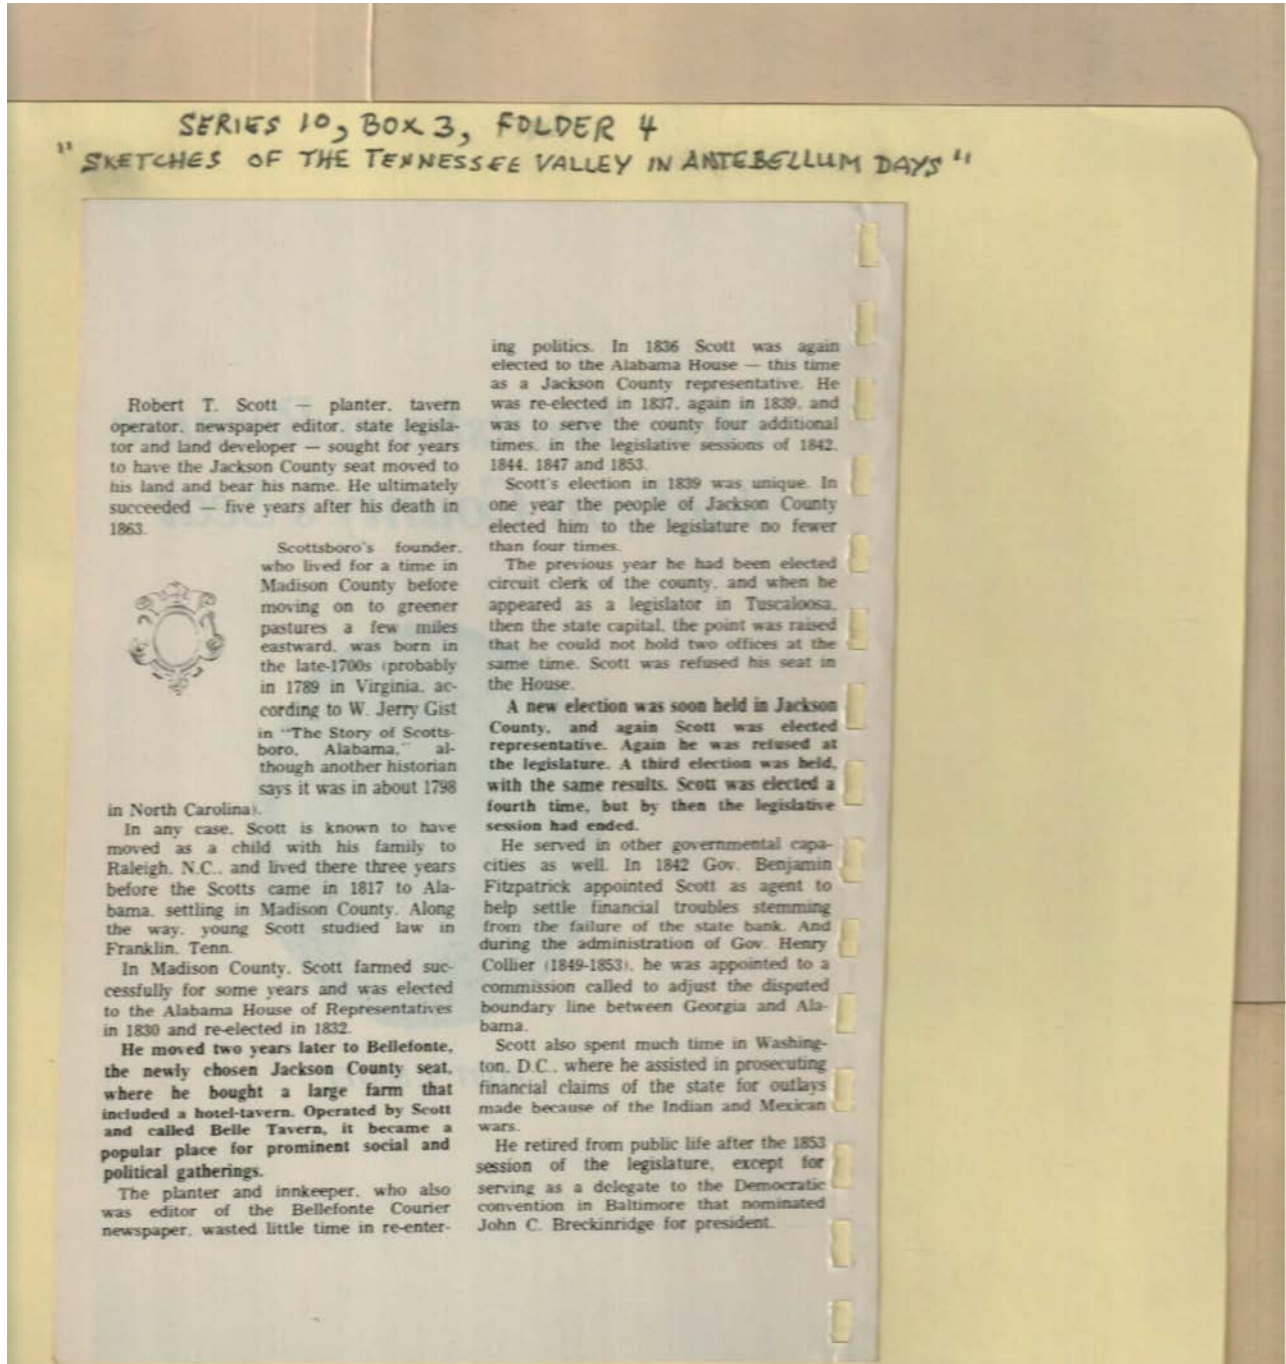 SERIES 10, BOX 3, FOLDER 4
"SKETCHES OF THE TENNESSEE VALLEY IN ANTEBELLUM DAYS"
Robert T. Scott — planter, tavern
operator, newspaper editor, state legisla-
tor and land developer — sought for years
to have the Jackson County seat moved to
his land and bear his name. He ultimately
succeeded — five years after his death in
1863.
Scottsboro's founder,
who lived for a time in
Madison County before
moving on to greener
pastures a few miles
eastward, was born in
the late-1700s (probably
in 1789 in Virginia, ac-
cording to W. Jerry Gist
in "The Story of Scotts-
boro, Alabama," al-
though another historian
says it was in about 1798
in North Carolina).
In any case, Scott is known to have
moved as a child with his family to
Raleigh, N.C., and lived there three years
before the Scotts came in 1817 to Ala-
bama, settling in Madison County. Along
the way, young Scott studied law in
Franklin, Tenn.
In Madison County, Scott farmed suc-
cessfully for some years and was elected
to the Alabama House of Representatives
in 1830 and re-elected in 1832.
He moved two years later to Bellefonte,
the newly chosen Jackson County seat,
where he bought a large farm that
included a hotel-tavern. Operated by Scott
and called Belle Tavern, it became a
popular place for prominent social and
political gatherings.
The planter and innkeeper, who also
was editor of the Bellefonte Courier
newspaper, wasted little time in re-enter-
ing politics. In 1836 Scott was again
elected to the Alabama House — this time
as a Jackson County representative. He
was re-elected in 1837, again in 1839, and
was to serve the county four additional
times, in the legislative sessions of 1842,
1844, 1847 and 1853.
Scott's election in 1839 was unique. In
one year the people of Jackson County
elected him to the legislature no fewer
than four times.
The previous year he had been elected
circuit clerk of the county, and when he
appeared as a legislator in Tuscaloosa,
then the state capital, the point was raised
that he could not hold two offices at the
same time. Scott was refused his seat in
the House.
A new election was soon held in Jackson
County, and again Scott was elected
representative. Again he was refused at
the legislature. A third election was held,
with the same results. Scott was elected a
fourth time, but by then the legislative
session had ended.
He served in other governmental capa-
cities as well. In 1842 Gov. Benjamin
Fitzpatrick appointed Scott as agent to
help settle financial troubles stemming
from the failure of the state bank. And
during the administration of Gov. Henry
Collier (1849-1853), he was appointed to a
commission called to adjust the disputed
boundary line between Georgia and Ala-
bama.
Scott also spent much time in Washing-
ton, D.C., where he assisted in prosecuting
financial claims of the state for outlays
made because of the Indian and Mexican
wars.
He retired from public life after the 1853
session of the legislature, except for
serving as a delegate to the Democratic
convention in Baltimore that nominated
John C. Breckinridge for president.